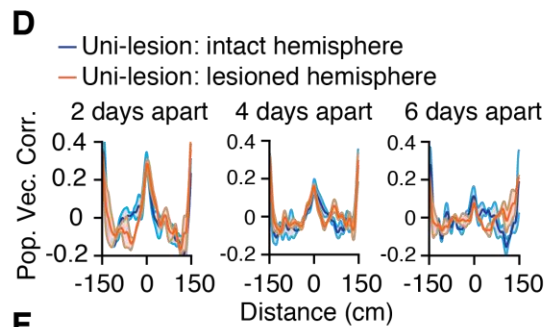 D
Uni-lesion: intact hemisphere
Uni-lesion: lesioned hemisphere
2 days apart 4 days apart 6 days apart
Pop. Vec. Corr.
0.4 0.4 0.4
0.2 0.2 0.2
0 0 0
-0.2 -0.2 -0.2
-150 0 150 -150 0 150 -150 0 150
Distance (cm)